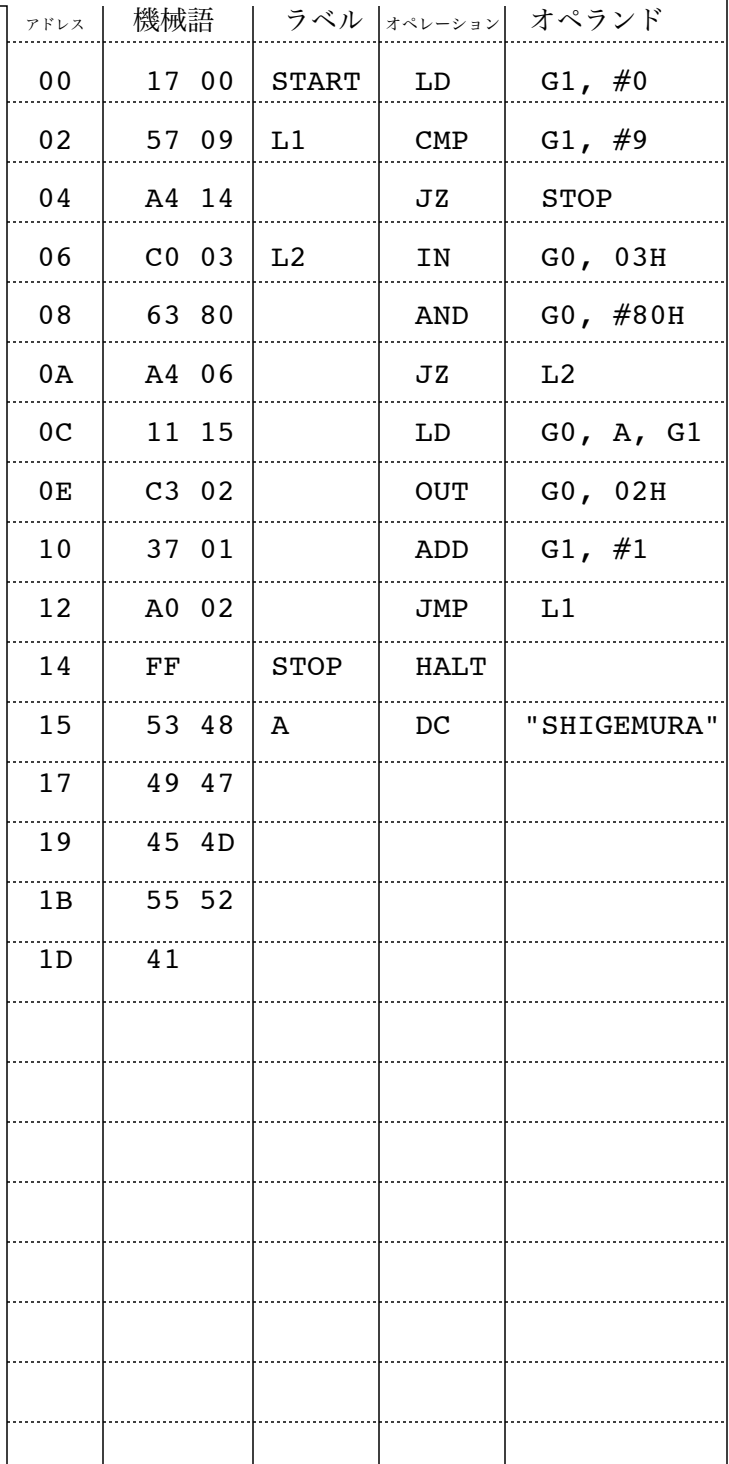 アドレス 機械語 ラベル オペレーション オペランド
00 17 00 START LD G1, #0
02 57 09 L1 CMP G1, #9
04 A4 14 JZ STOP
06 C0 03 L2 IN G0, 03H
08 63 80 AND G0, #80H
0A A4 06 JZ L2
0C 11 15 LD G0, A, G1
0E C3 02 OUT G0, 02H
10 37 01 ADD G1, #1
12 A0 02 JMP L1
14 FF STOP HALT
15 53 48 A DC "SHIGEMURA"
17 49 47
19 45 4D
1B 55 52
1D 41